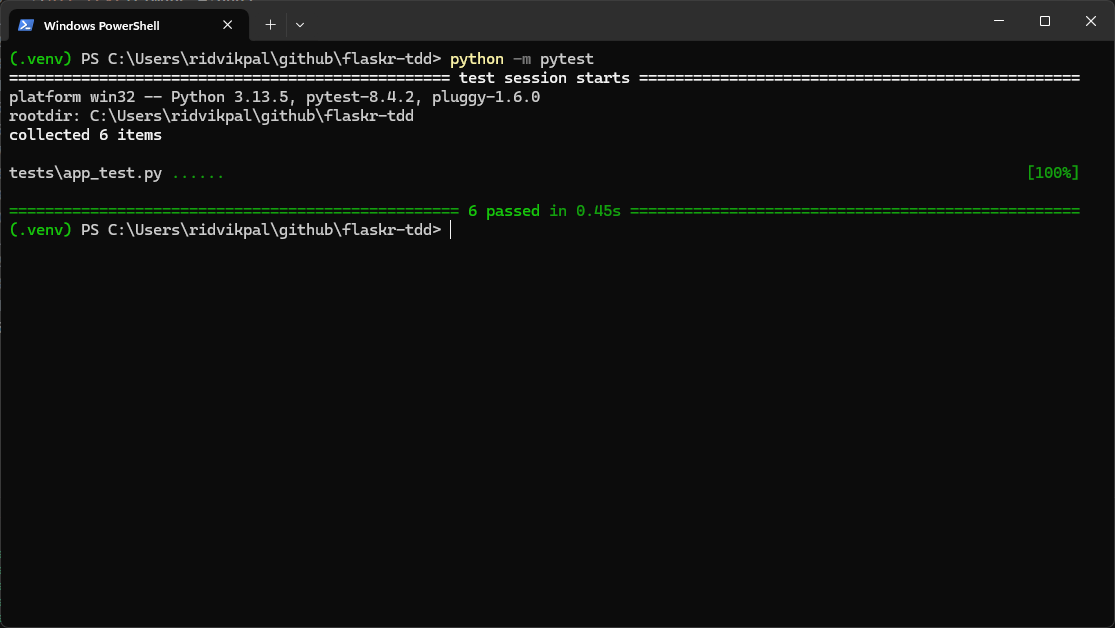 Windows PowerShell
(.venv) PS C:\Users\ridvikpal\github\flaskr-tdd> python -m pytest
================================================= test session starts =================================================
platform win32 -- Python 3.13.5, pytest-8.4.2, pluggy-1.6.0
rootdir: C:\Users\ridvikpal\github\flaskr-tdd
collected 6 items
tests\app_test.py ...... [100%]
================================================== 6 passed in 0.45s ==================================================
(.venv) PS C:\Users\ridvikpal\github\flaskr-tdd>